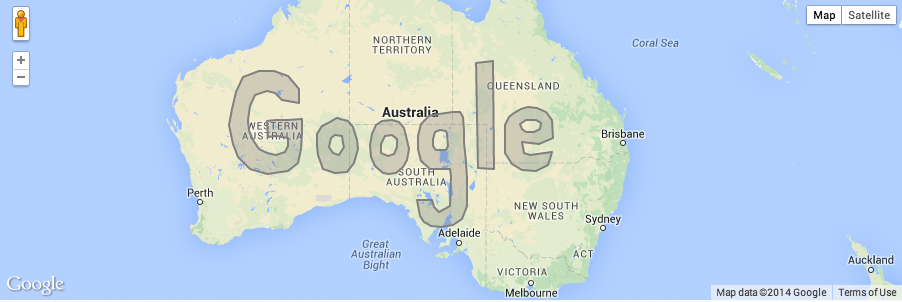 Map Satellite
Coral Sea
NORTHERN
TERRITORY
QUEENSLAND
Australia
Google
WESTERN
AUSTRALIA
Brisbane
SOUTH
AUSTRALIA
Perth
NEW SOUTH
WALES
Sydney
Adelaide
Great
Australian
Bight
ACT
Auckland
VICTORIA
Melbourne
Google
Map data ©2014 Google Terms of Use